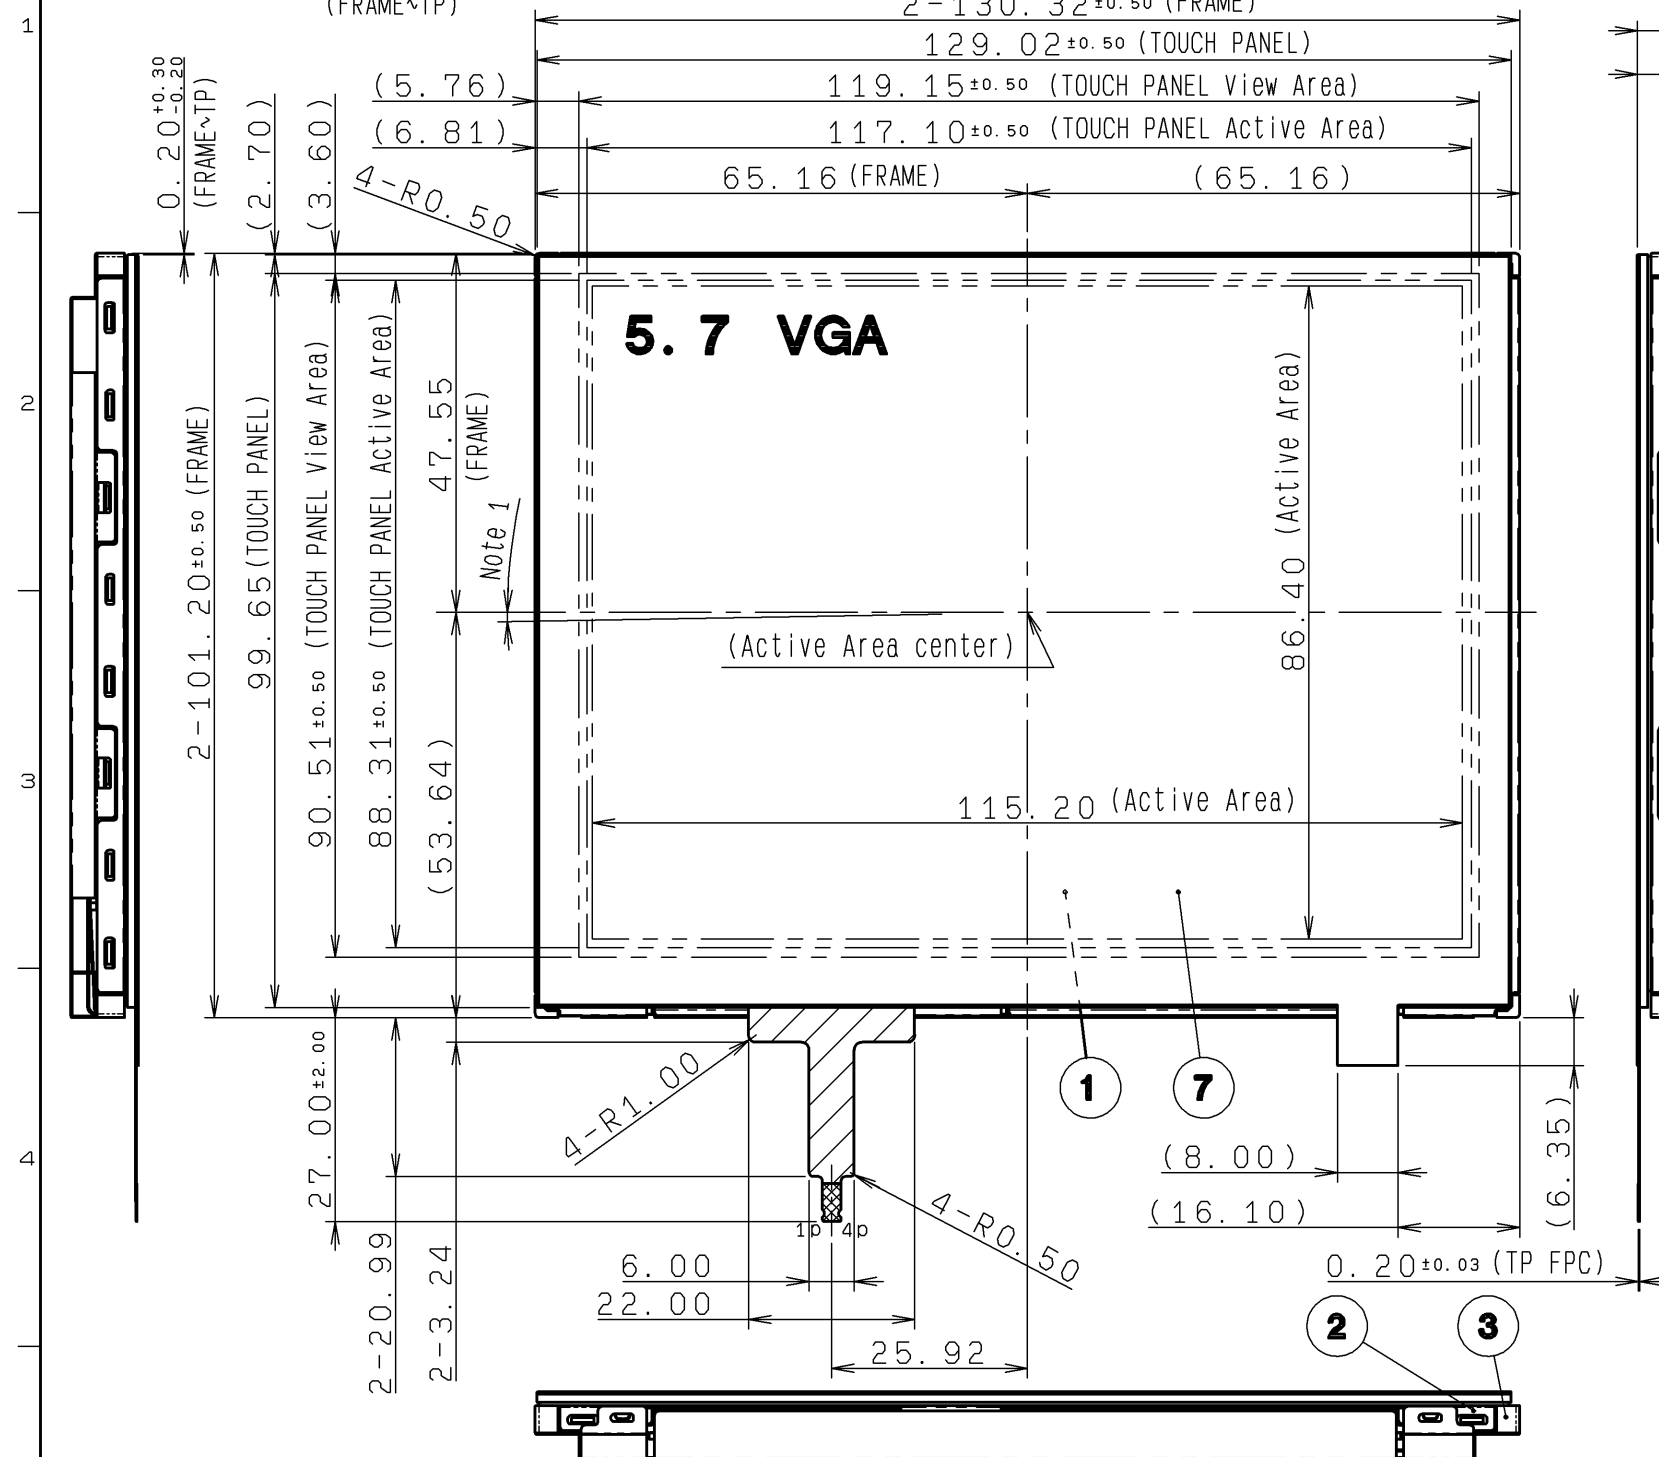 (FRAME~TP)
2-130.32±0.50 (FRAME)
1
129.02±0.50 (TOUCH PANEL)
(5.76)
119.15±0.50 (TOUCH PANEL View Area)
(6.81)
117.10±0.50 (TOUCH PANEL Active Area)
65.16 (FRAME)
(65.16)
0.20 +0.30 -0.20
(FRAME~TP)
(2.70)
(3.60)
4-R0.50
5.7 VGA
2
2-101.20±0.50 (FRAME)
99.65 (TOUCH PANEL)
90.51±0.50 (TOUCH PANEL View Area)
88.31±0.50 (TOUCH PANEL Active Area)
47.55
(FRAME)
Note 1
86.40 (Active Area)
(Active Area center)
(53.64)
3
115.20 (Active Area)
1
7
4-R1.00
27.00±2.00
4
(8.00)
(6.35)
(16.10)
1p 4p
4-R0.50
2-20.99
2-3.24
6.00
22.00
0.20±0.03 (TP FPC)
25.92
2
3